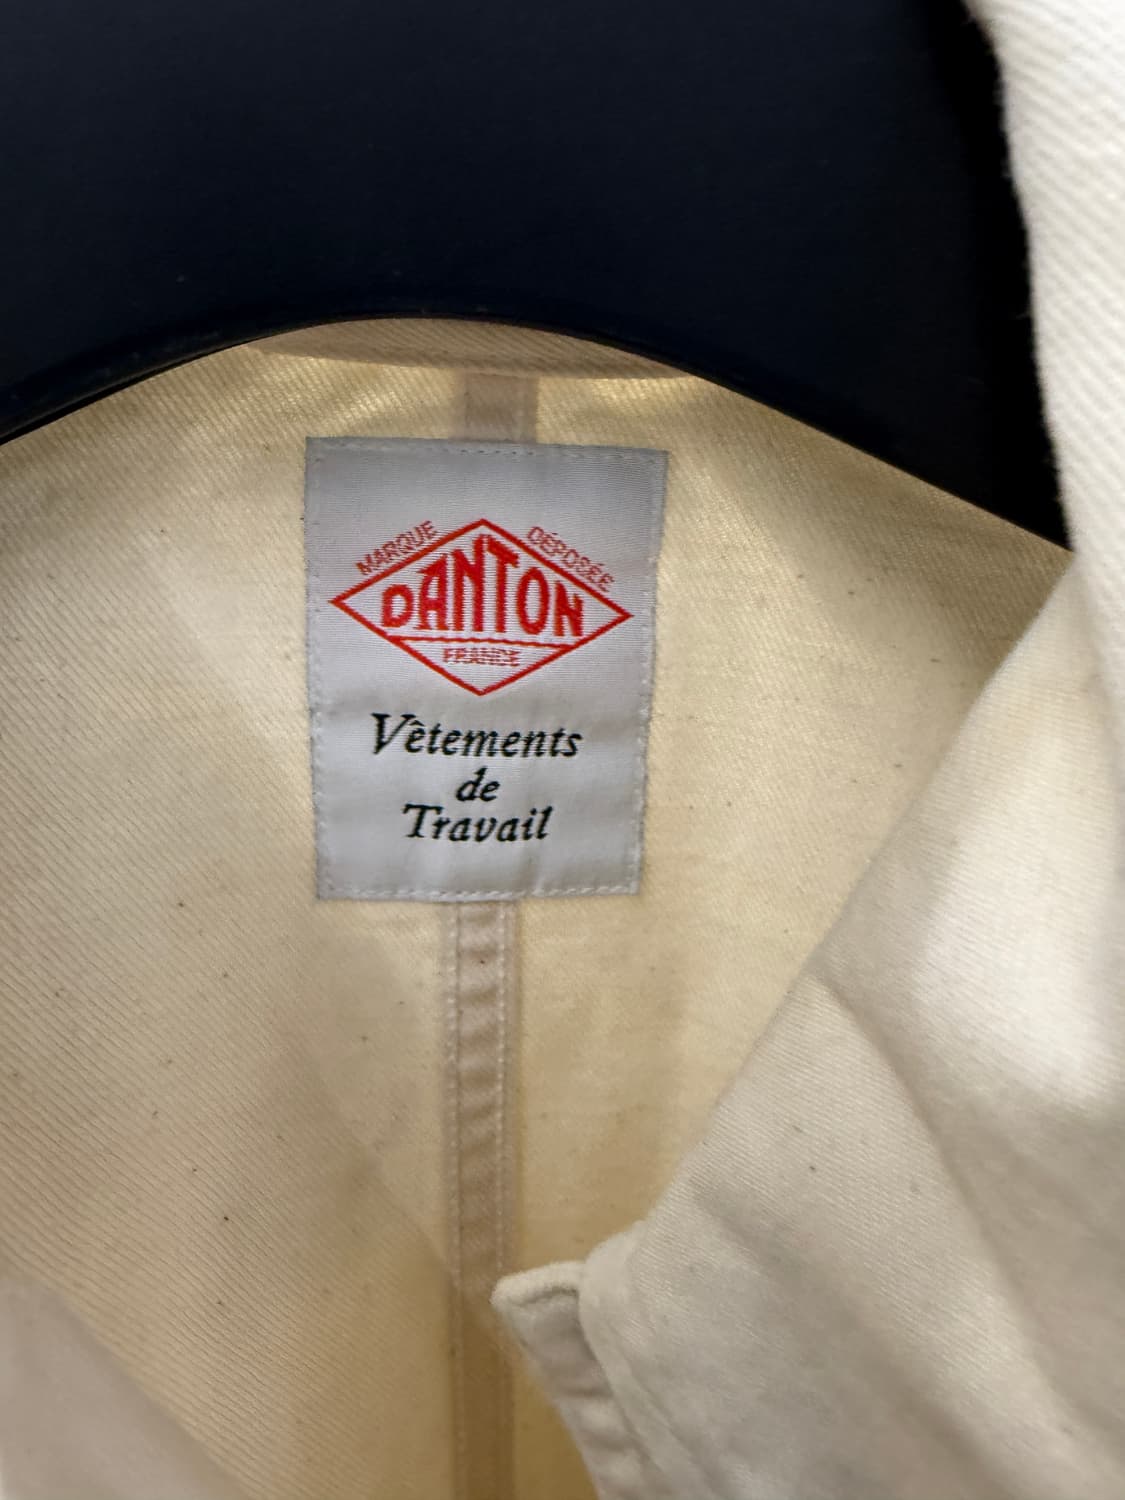 MARQUE DÉPOSÉE
DANTON
FRANCE
Vêtements
de
Travail